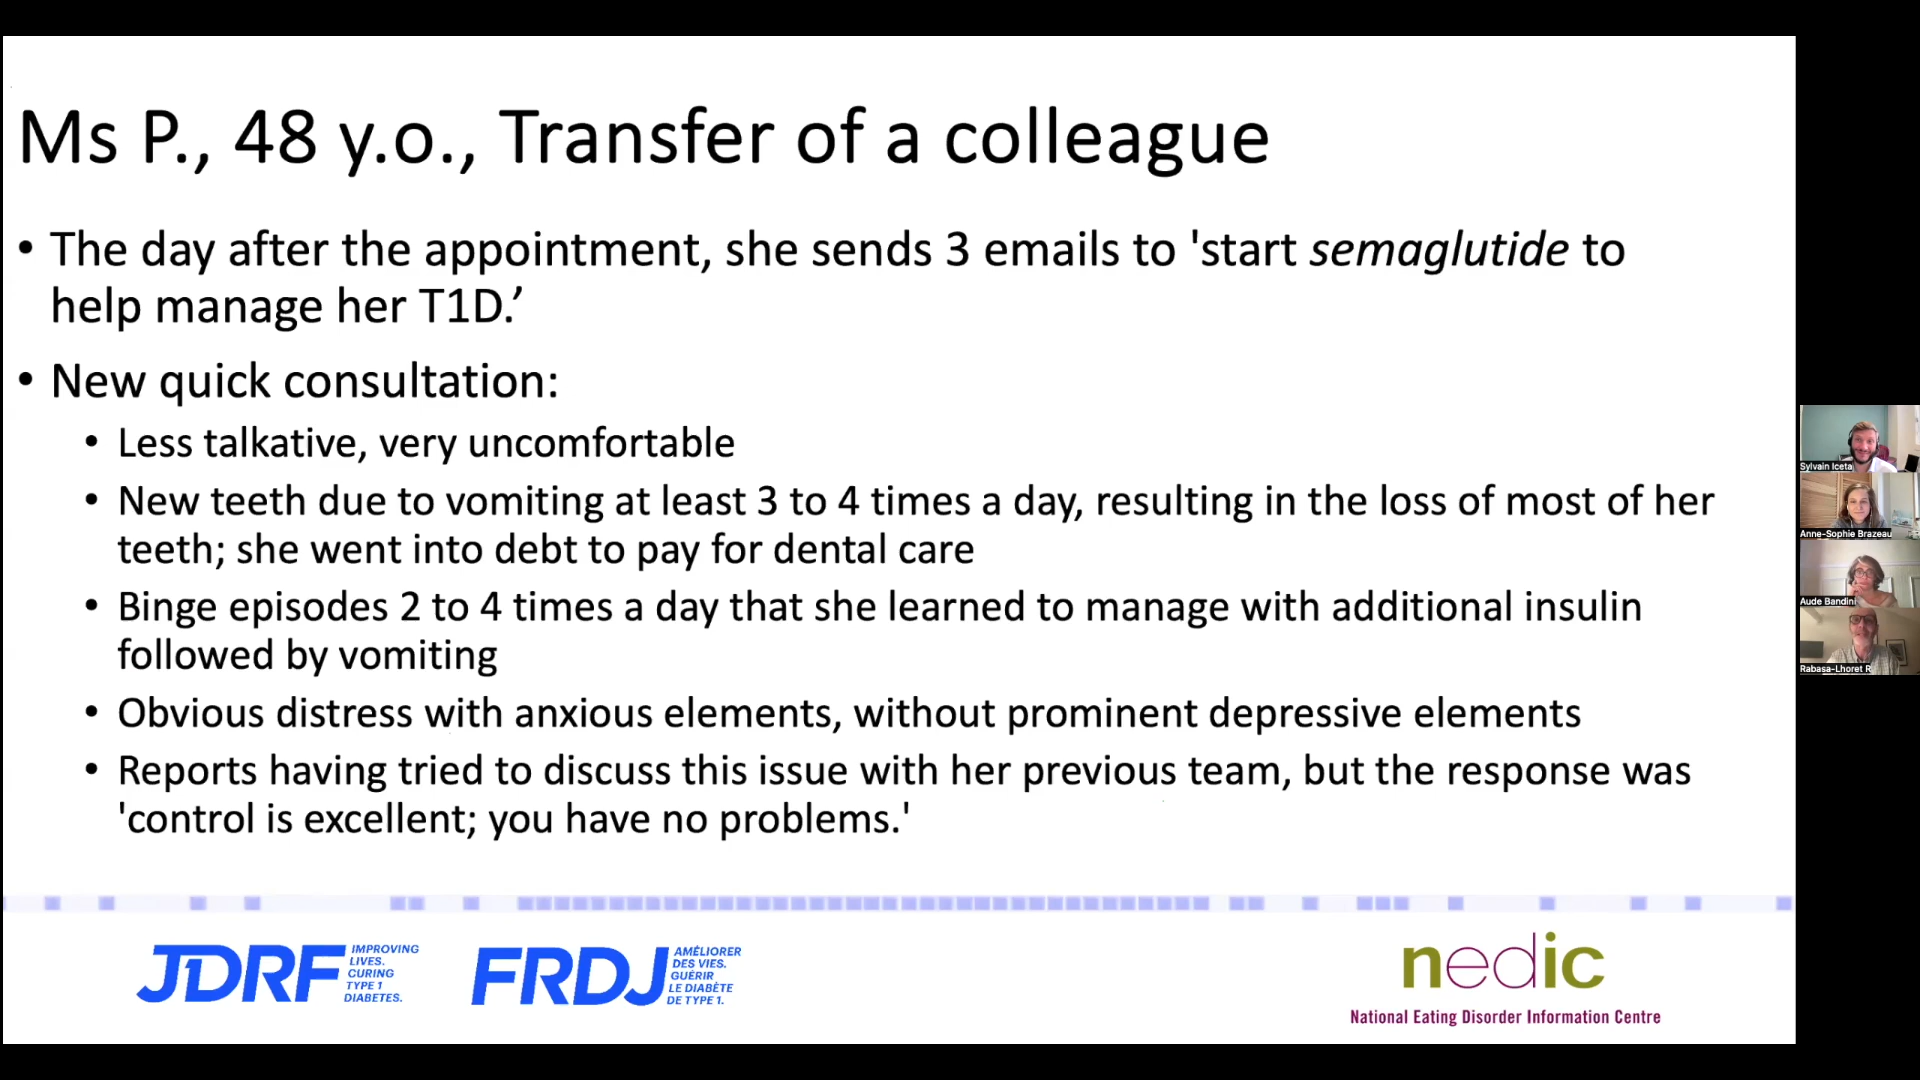 Ms P., 48 y.o., Transfer of a colleague
• The day after the appointment, she sends 3 emails to 'start semaglutide to
help manage her T1D.’
• New quick consultation:
• Less talkative, very uncomfortable
• New teeth due to vomiting at least 3 to 4 times a day, resulting in the loss of most of her
teeth; she went into debt to pay for dental care
• Binge episodes 2 to 4 times a day that she learned to manage with additional insulin
followed by vomiting
• Obvious distress with anxious elements, without prominent depressive elements
• Reports having tried to discuss this issue with her previous team, but the response was
'control is excellent; you have no problems.'
JDRF
IMPROVING
LIVES.
CURING
TYPE 1
DIABETES.
FRDJ
AMÉLIORER
DES VIES.
GUÉRIR
LE DIABÈTE
DE TYPE 1.
nedic
National Eating Disorder Information Centre
Sylvain Iceta
Anne-Sophie Brazeau
Aude Bandini
Rabasa-Lhoret R